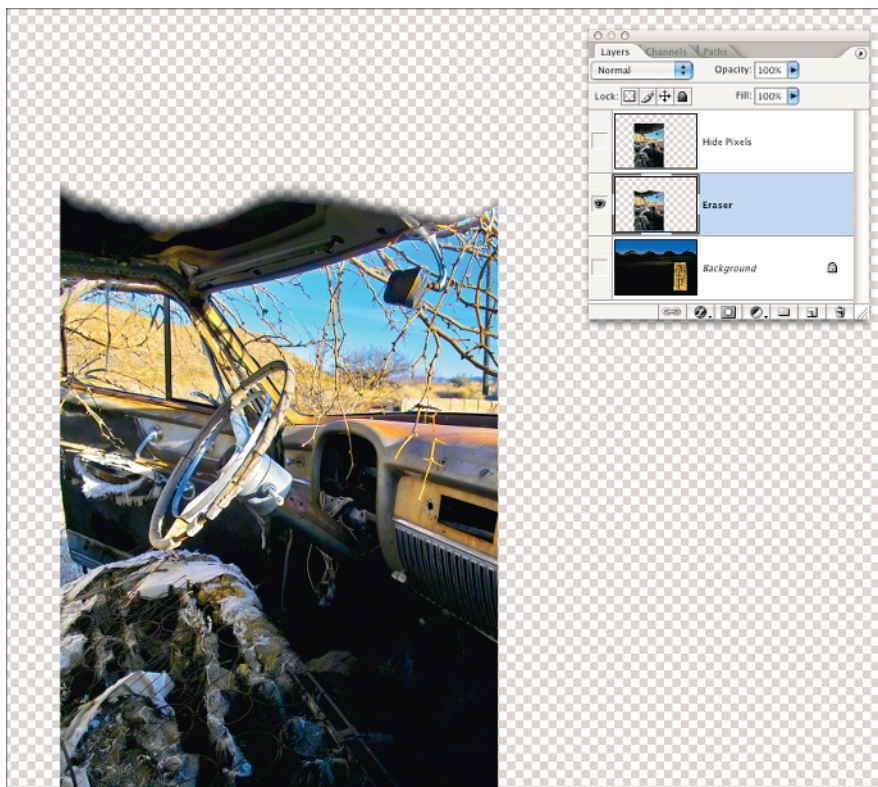 Layers Channels Paths
Normal Opacity: 100%
Lock: Fill: 100%
Hide Pixels
Eraser
Background